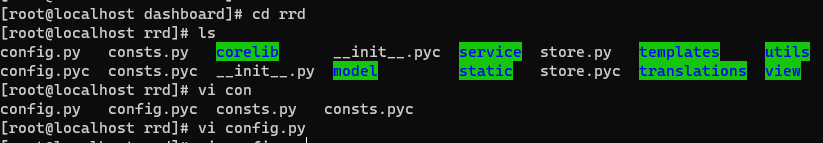 [root@localhost dashboard]# cd rrd
[root@localhost rrd]# ls
config.py   consts.py   corelib      __init__.pyc  service  store.py   templates     utils
config.pyc  consts.pyc  __init__.py  model         static   store.pyc  translations  view
[root@localhost rrd]# vi con
config.py   config.pyc  consts.py   consts.pyc
[root@localhost rrd]# vi config.py